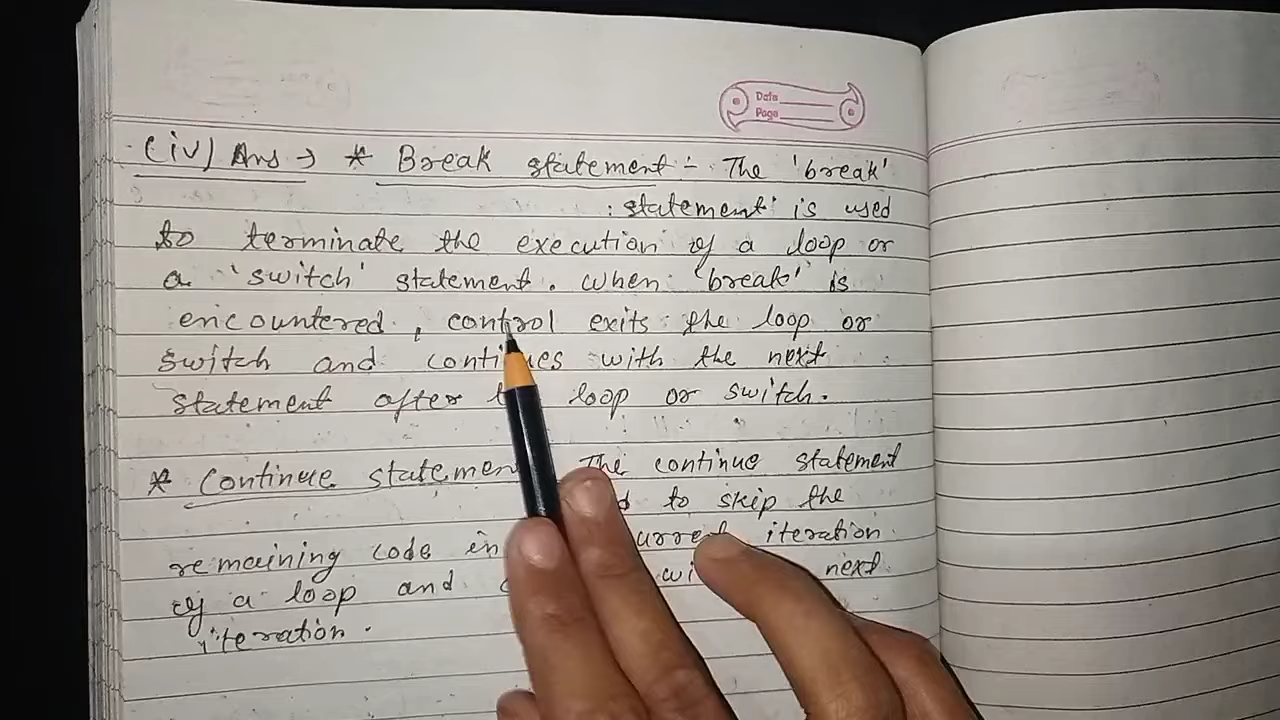 Date
Page
(iv) Ans → * Break statement :- The 'break'
statement is used
to terminate the execution of a loop or
a 'switch' statement. when 'break' is
encountered, control exits the loop or
switch and continues with the next
statement after loop or switch.
* Continue statement The continue statement
to skip the
remaining code in iteration
of a loop and next
iteration.